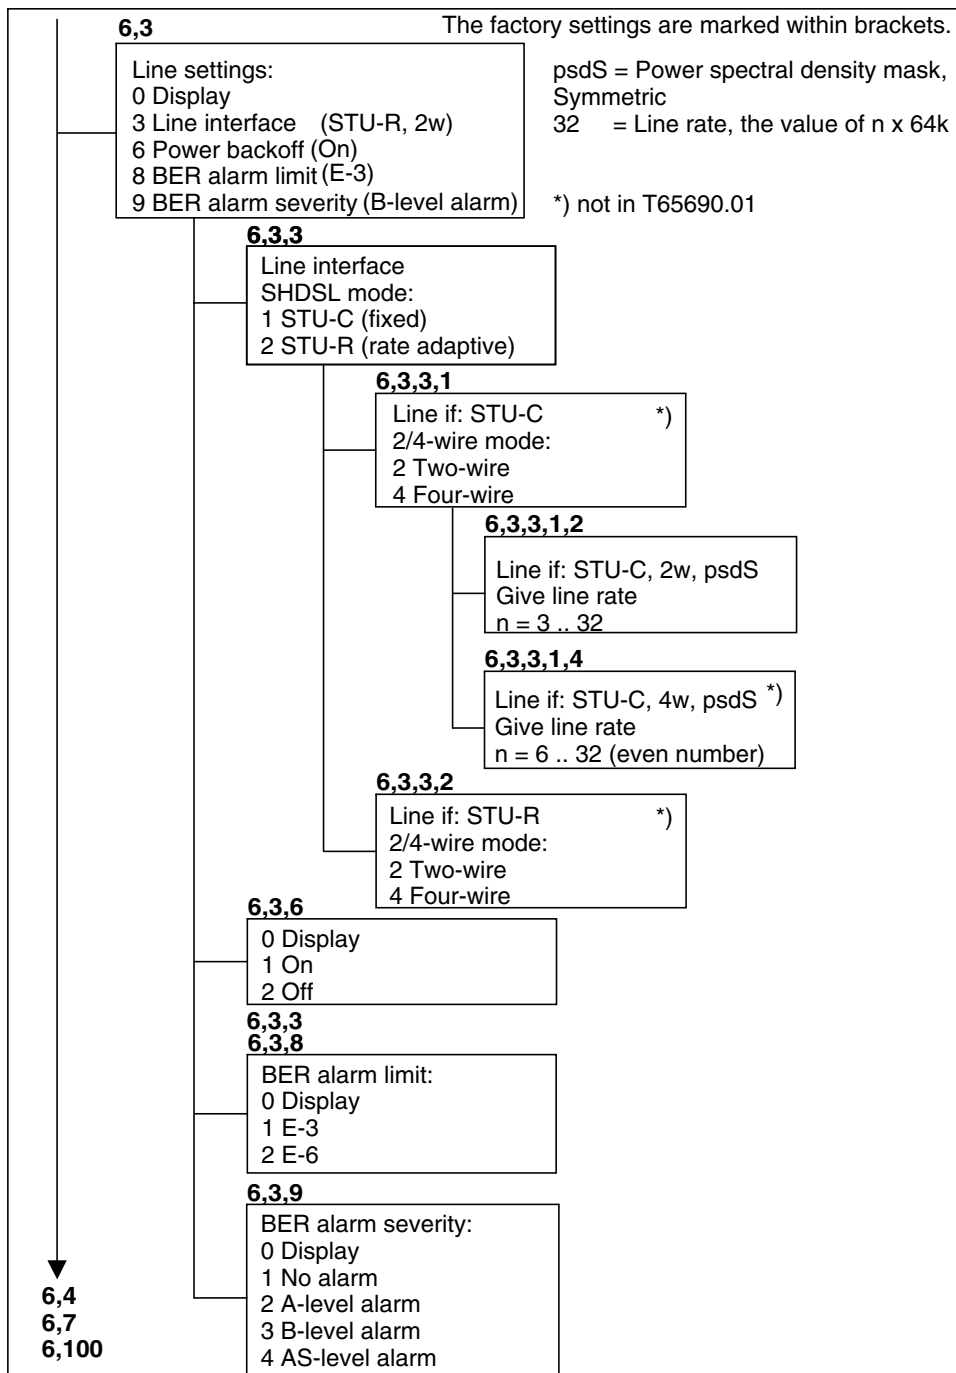 The factory settings are marked within brackets.
6,3
Line settings:
0 Display
3 Line interface (STU-R, 2w)
6 Power backoff (On)
8 BER alarm limit (E-3)
9 BER alarm severity (B-level alarm)
psdS = Power spectral density mask,
Symmetric
32 = Line rate, the value of n x 64k
*) not in T65690.01
6,3,3
Line interface
SHDSL mode:
1 STU-C (fixed)
2 STU-R (rate adaptive)
6,3,3,1
Line if: STU-C *)
2/4-wire mode:
2 Two-wire
4 Four-wire
6,3,3,1,2
Line if: STU-C, 2w, psdS
Give line rate
n = 3 .. 32
6,3,3,1,4
Line if: STU-C, 4w, psdS *)
Give line rate
n = 6 .. 32 (even number)
6,3,3,2
Line if: STU-R *)
2/4-wire mode:
2 Two-wire
4 Four-wire
6,3,6
0 Display
1 On
2 Off
6,3,3
6,3,8
BER alarm limit:
0 Display
1 E-3
2 E-6
6,3,9
BER alarm severity:
0 Display
1 No alarm
2 A-level alarm
3 B-level alarm
4 AS-level alarm
6,4
6,7
6,100